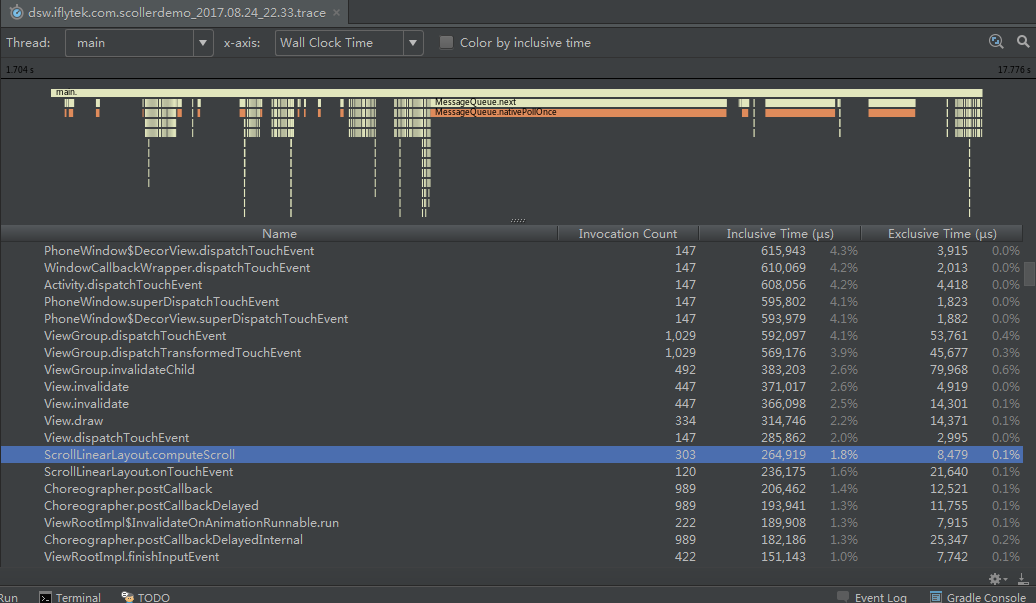 dsw.iflytek.com.scollerdemo_2017.08.24_22.33.trace ×
Thread: main x-axis: Wall Clock Time Color by inclusive time
1.704 s 17.776 s
main.
MessageQueue.next
MessageQueue.nativePollOnce
Name Invocation Count Inclusive Time (µs) Exclusive Time (µs)
PhoneWindow$DecorView.dispatchTouchEvent 147 615,943 4.3% 3,915 0.0%
WindowCallbackWrapper.dispatchTouchEvent 147 610,069 4.2% 2,013 0.0%
Activity.dispatchTouchEvent 147 608,056 4.2% 4,418 0.0%
PhoneWindow.superDispatchTouchEvent 147 595,802 4.1% 1,823 0.0%
PhoneWindow$DecorView.superDispatchTouchEvent 147 593,979 4.1% 1,882 0.0%
ViewGroup.dispatchTouchEvent 1,029 592,097 4.1% 53,761 0.4%
ViewGroup.dispatchTransformedTouchEvent 1,029 569,176 3.9% 45,677 0.3%
ViewGroup.invalidateChild 492 383,203 2.6% 79,968 0.6%
View.invalidate 447 371,017 2.6% 4,919 0.0%
View.invalidate 447 366,098 2.5% 14,301 0.1%
View.draw 334 314,746 2.2% 14,371 0.1%
View.dispatchTouchEvent 147 285,862 2.0% 2,995 0.0%
ScrollLinearLayout.computeScroll 303 264,919 1.8% 8,479 0.1%
ScrollLinearLayout.onTouchEvent 120 236,175 1.6% 21,640 0.1%
Choreographer.postCallback 989 206,462 1.4% 12,521 0.1%
Choreographer.postCallbackDelayed 989 193,941 1.3% 11,755 0.1%
ViewRootImpl$InvalidateOnAnimationRunnable.run 222 189,908 1.3% 7,915 0.1%
Choreographer.postCallbackDelayedInternal 989 182,186 1.3% 25,347 0.2%
ViewRootImpl.finishInputEvent 422 151,143 1.0% 7,742 0.1%
Run Terminal TODO Event Log Gradle Console